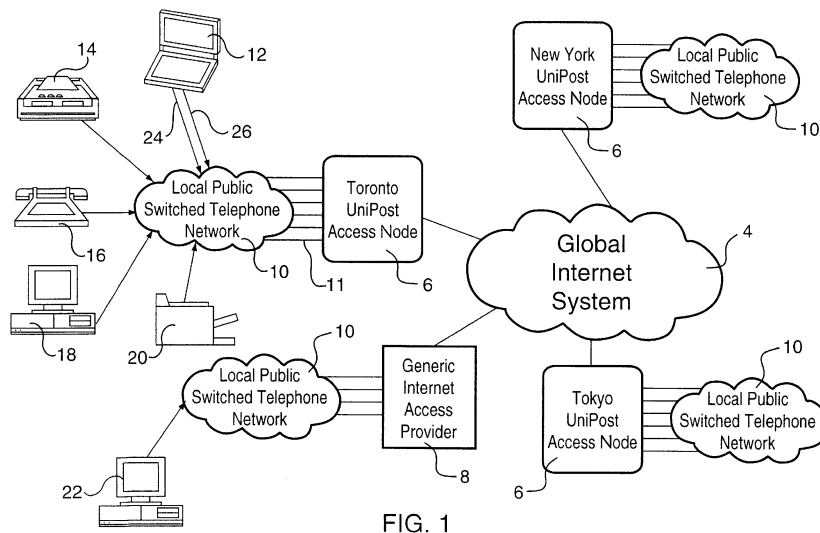 14
12
24
26
16
18
20
Local Public
Switched Telephone
Network
10
11
Toronto
UniPost
Access Node
6
New York
UniPost
Access Node
6
Local Public
Switched Telephone
Network
10
Global
Internet
System
4
10
Local Public
Switched Telephone
Network
22
Generic
Internet
Access
Provider
8
Tokyo
UniPost
Access Node
6
10
Local Public
Switched Telephone
Network
FIG. 1